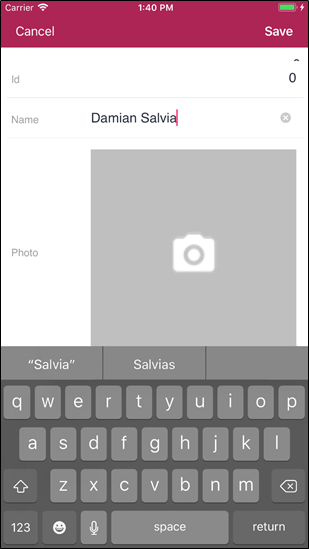 Carrier 1:40 PM
Cancel Save
Id 0
Name Damian Salvia
Photo
“Salvia” Salvias
q w e r t y u i o p
a s d f g h j k l
z x c v b n m
123 space return